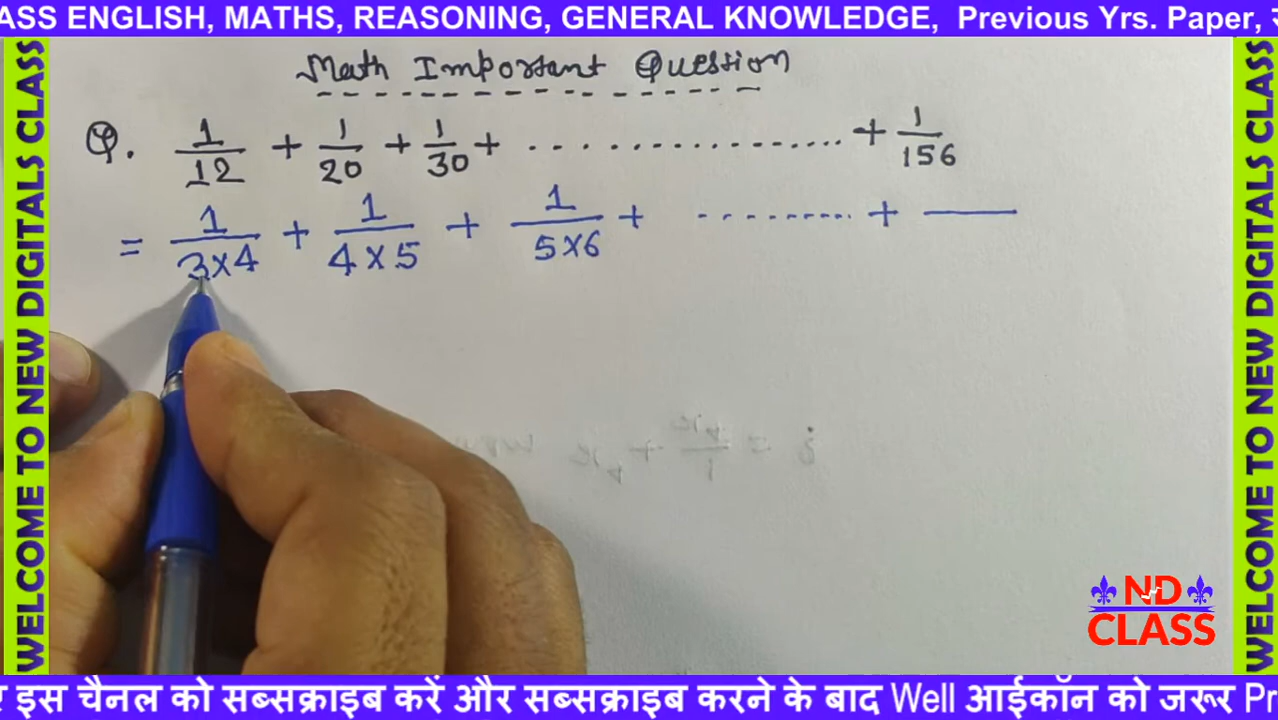 ASS ENGLISH, MATHS, REASONING, GENERAL KNOWLEDGE, Previous Yrs. Paper,
WELCOME TO NEW DIGITALS CLASS
Math Important Question
Q. 1/12 + 1/20 + 1/30 + ................ + 1/156
= 1/3×4 + 1/4×5 + 1/5×6 + --------- + ——
ND
CLASS
WELCOME TO NEW DIGITALS CLASS
इस चैनल को सब्सक्राइब करें और सब्सक्राइब करने के बाद Well आईकॉन को जरूर Pr